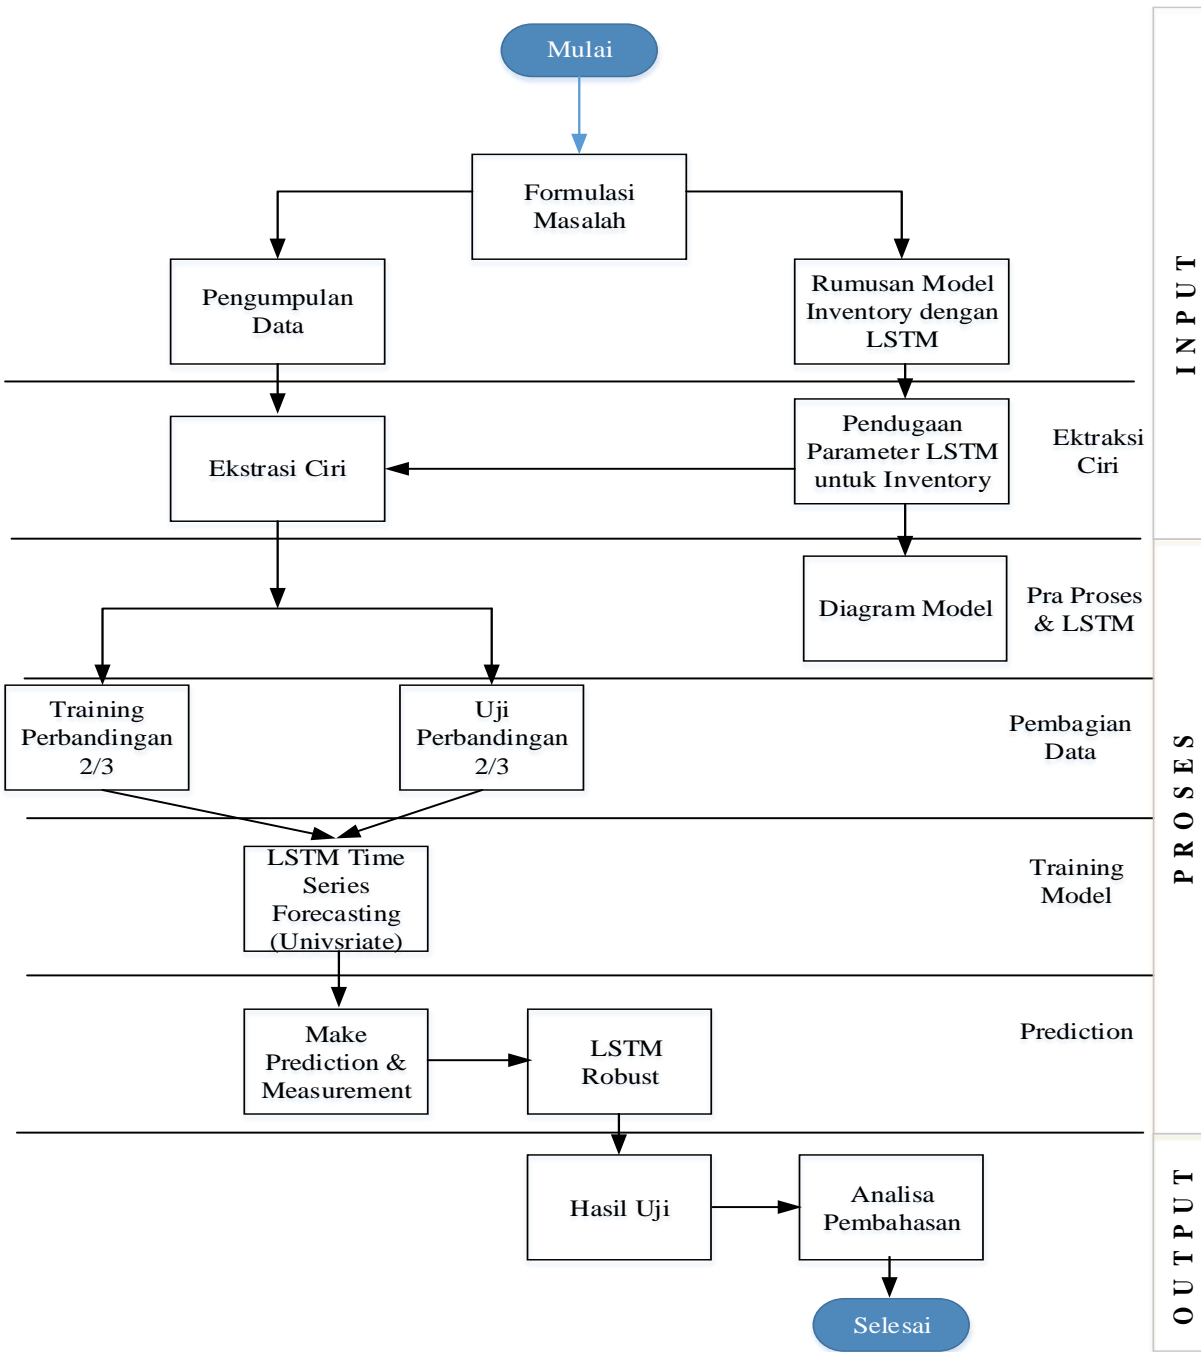 Mulai
Formulasi
Masalah
Pengumpulan
Data
Rumusan Model
Inventory dengan
LSTM
INPUT
Ekstrasi Ciri
Pendugaan
Parameter LSTM
untuk Inventory
Ektraksi
Ciri
Diagram Model
Pra Proses
& LSTM
Training
Perbandingan
2/3
Uji
Perbandingan
2/3
Pembagian
Data
PROSES
LSTM Time
Series
Forecasting
(Univsriate)
Training
Model
Make
Prediction &
Measurement
LSTM
Robust
Prediction
Hasil Uji
Analisa
Pembahasan
OUTPUT
Selesai